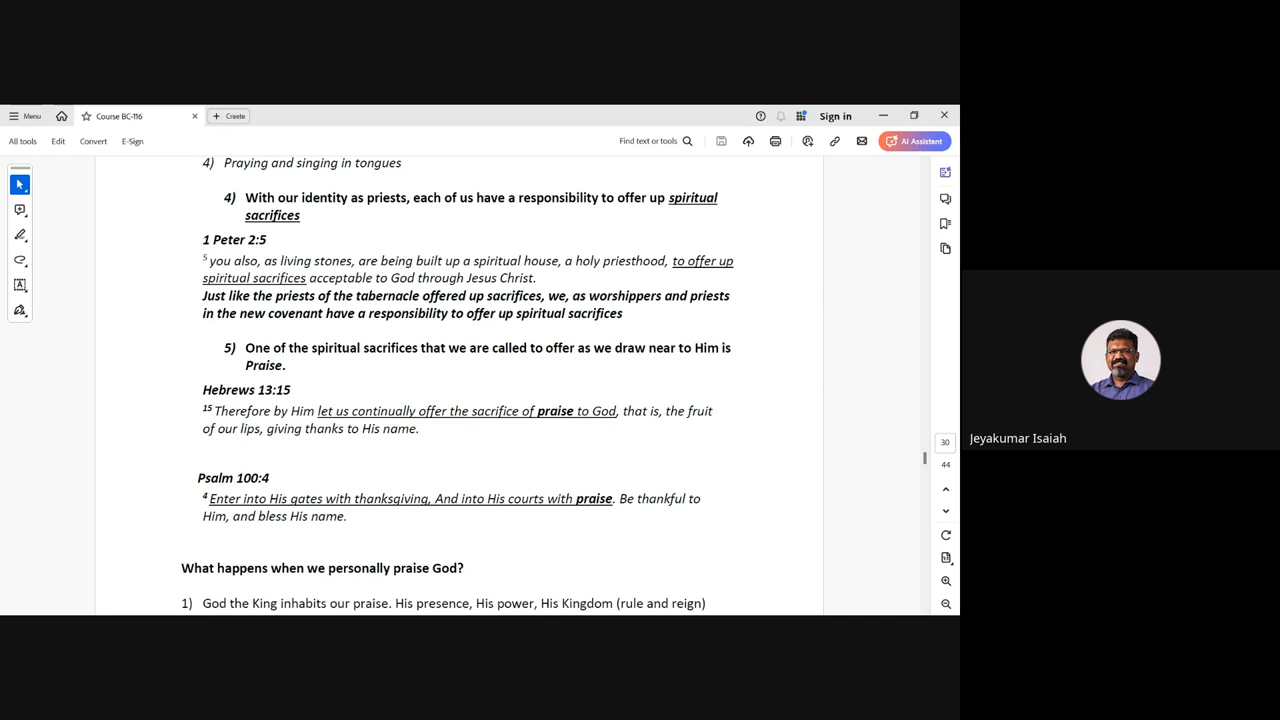 Menu
Course BC-116
Create
Sign in
All tools
Edit
Convert
E-Sign
Find text or tools
AI Assistant
4) Praying and singing in tongues
4) With our identity as priests, each of us have a responsibility to offer up spiritual
sacrifices
1 Peter 2:5
5 you also, as living stones, are being built up a spiritual house, a holy priesthood, to offer up
spiritual sacrifices acceptable to God through Jesus Christ.
Just like the priests of the tabernacle offered up sacrifices, we, as worshippers and priests
in the new covenant have a responsibility to offer up spiritual sacrifices
5) One of the spiritual sacrifices that we are called to offer as we draw near to Him is
Praise.
Hebrews 13:15
15 Therefore by Him let us continually offer the sacrifice of praise to God, that is, the fruit
of our lips, giving thanks to His name.
Psalm 100:4
4 Enter into His gates with thanksgiving, And into His courts with praise. Be thankful to
Him, and bless His name.
What happens when we personally praise God?
1) God the King inhabits our praise. His presence, His power, His Kingdom (rule and reign)
30
44
Jeyakumar Isaiah